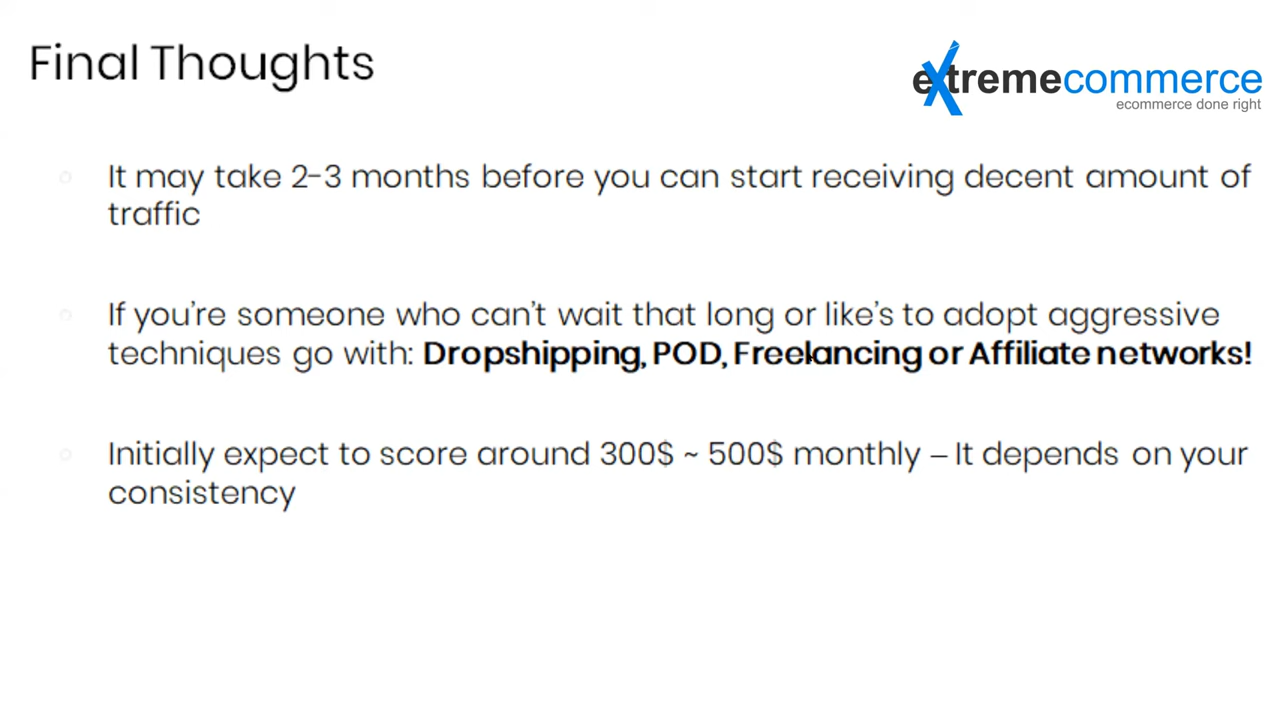 Final Thoughts
extremecommerce
ecommerce done right
It may take 2-3 months before you can start receiving decent amount of
traffic
If you're someone who can't wait that long or like's to adopt aggressive
techniques go with: Dropshipping, POD, Freelancing or Affiliate networks!
Initially expect to score around 300$ ~ 500$ monthly – It depends on your
consistency